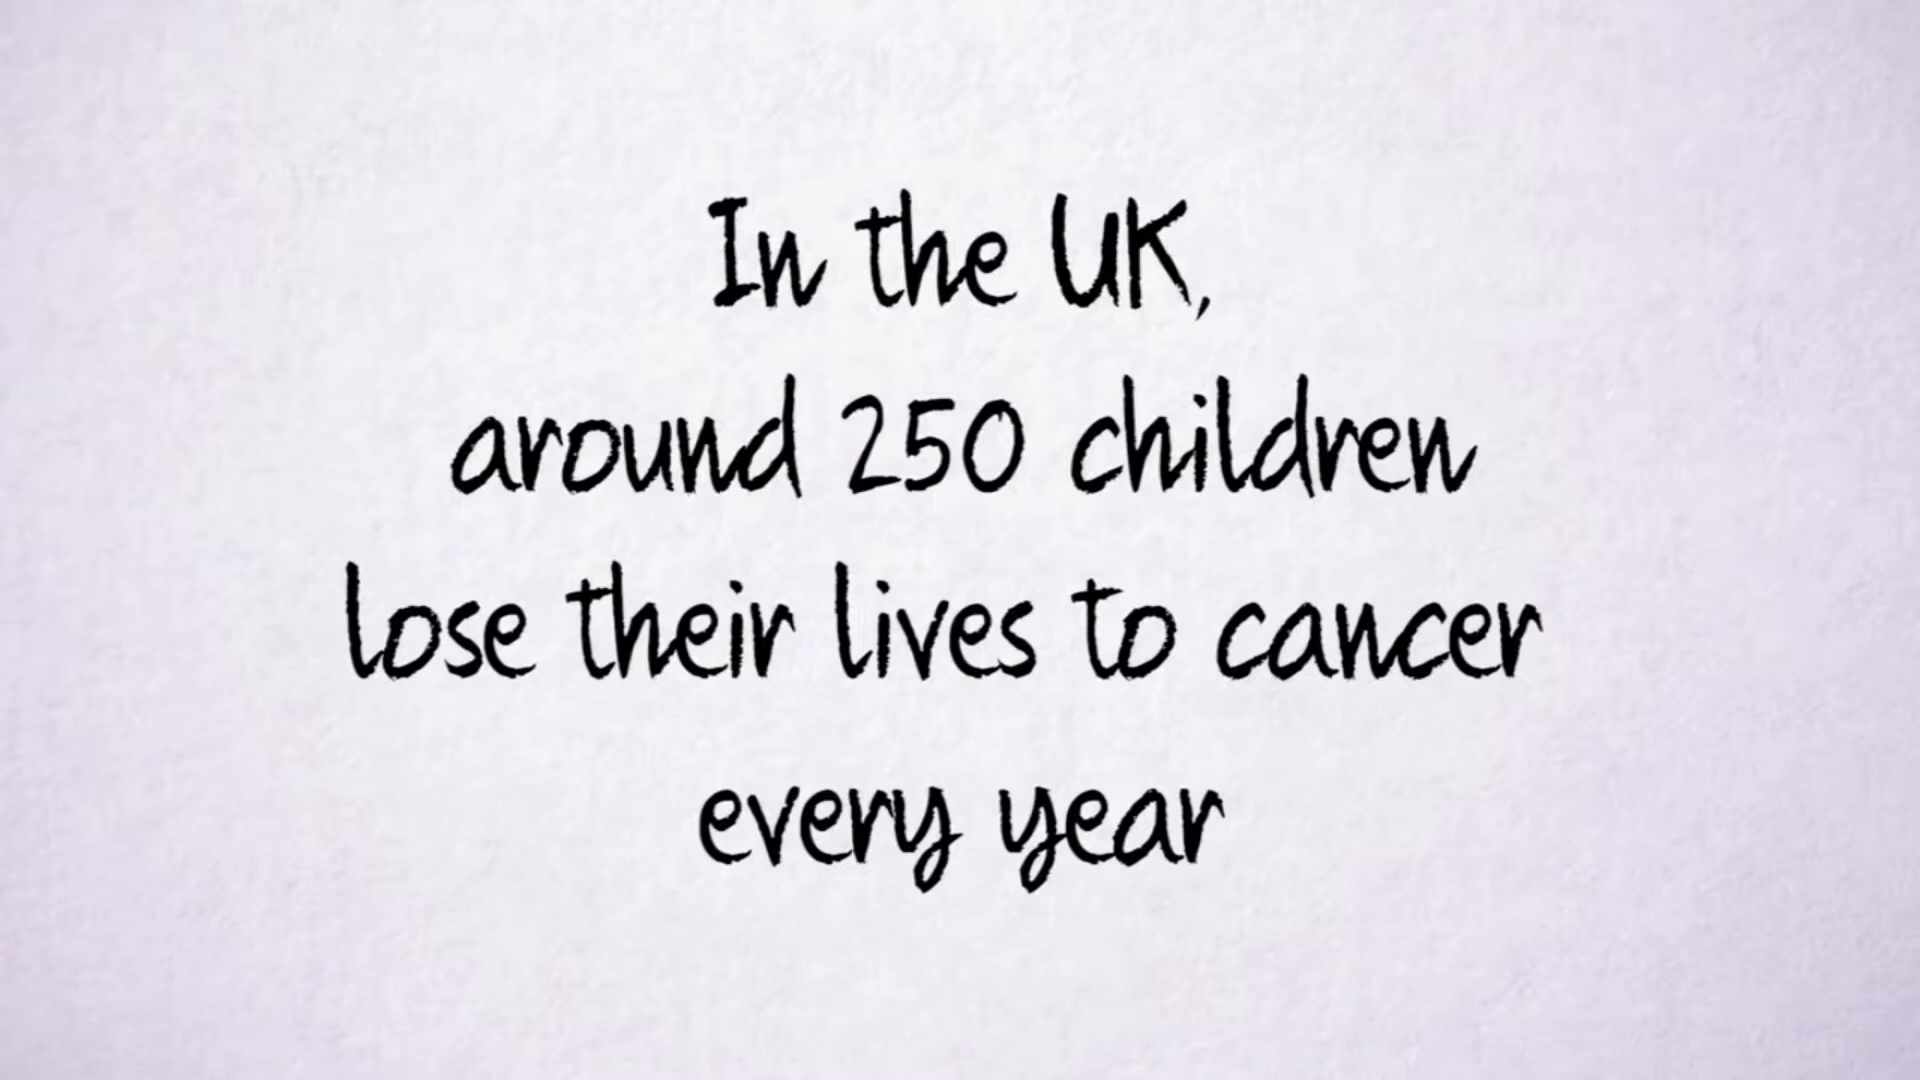 In the UK,
around 250 children
lose their lives to cancer
every year